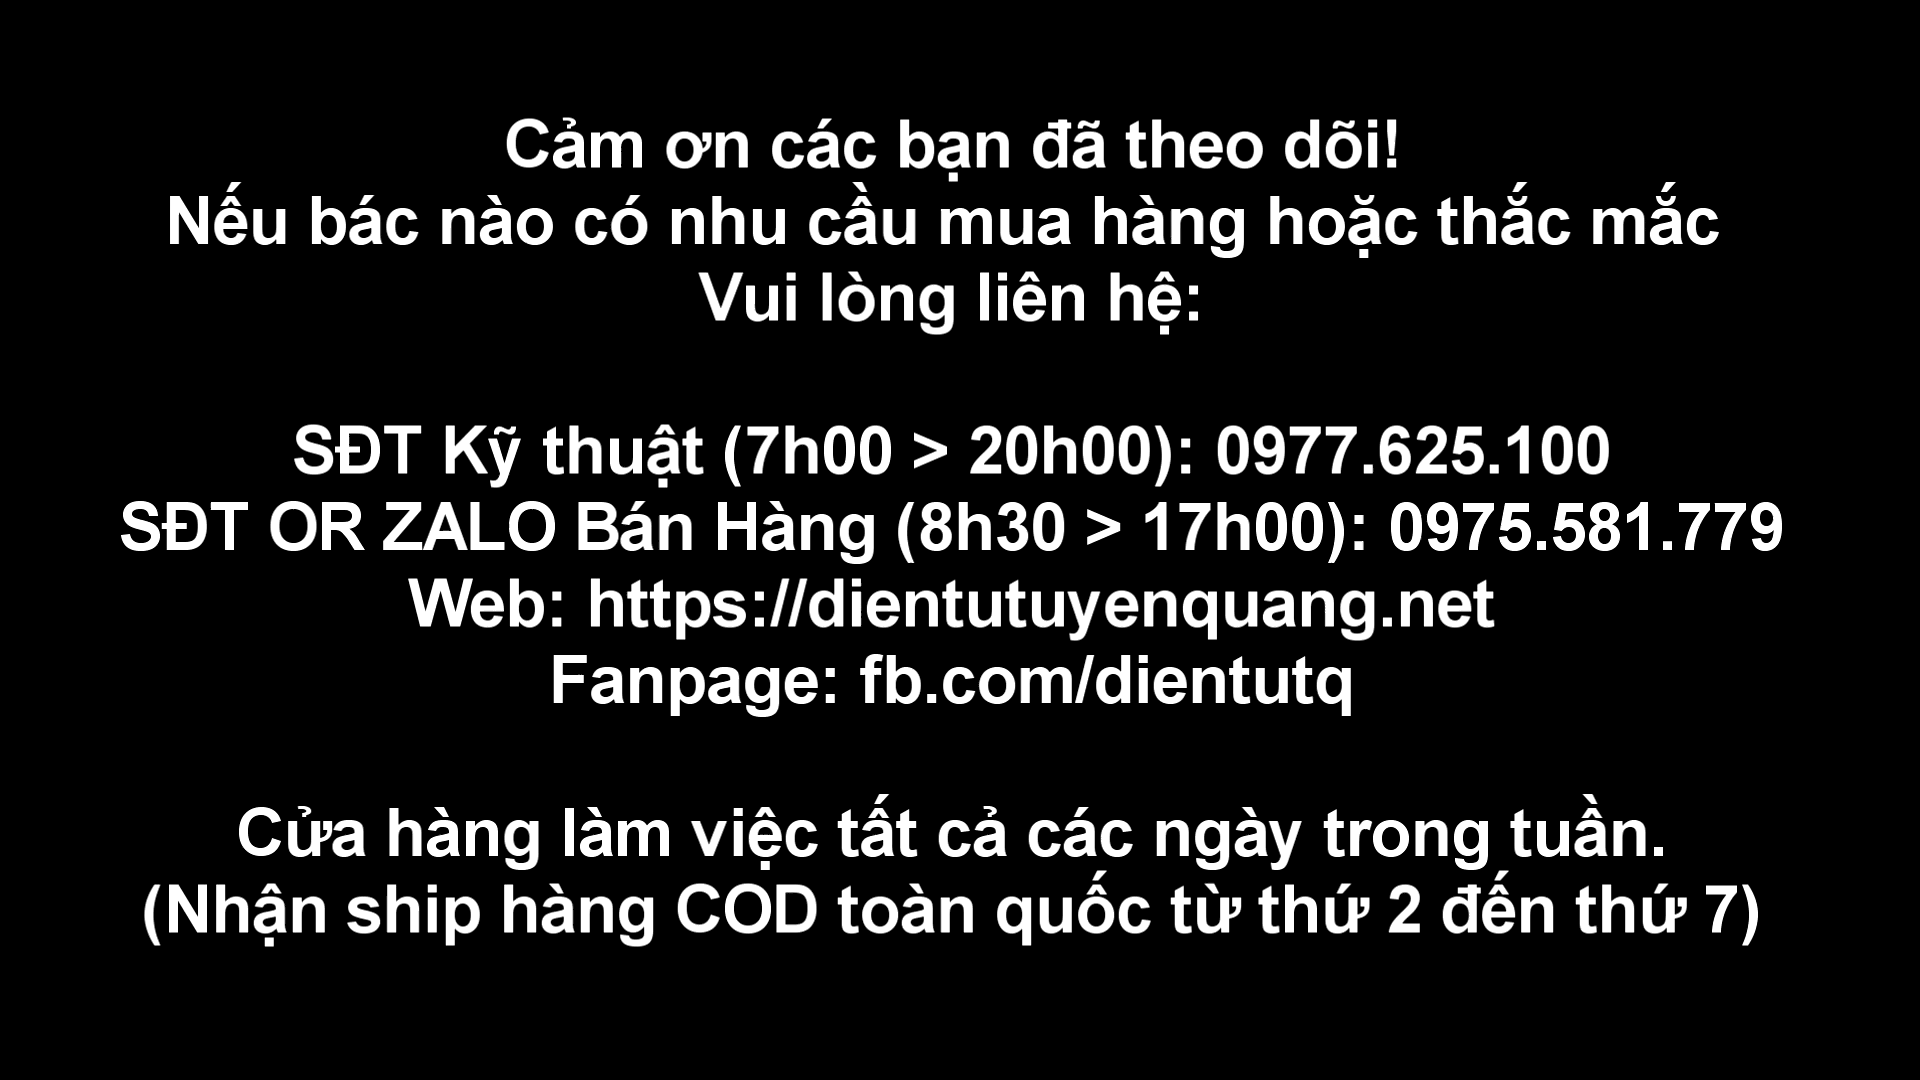 Cảm ơn các bạn đã theo dõi!
Nếu bác nào có nhu cầu mua hàng hoặc thắc mắc
Vui lòng liên hệ:
SĐT Kỹ thuật (7h00 > 20h00): 0977.625.100
SĐT OR ZALO Bán Hàng (8h30 > 17h00): 0975.581.779
Web: https://dientutuyenquang.net
Fanpage: fb.com/dientutq
Cửa hàng làm việc tất cả các ngày trong tuần.
(Nhận ship hàng COD toàn quốc từ thứ 2 đến thứ 7)